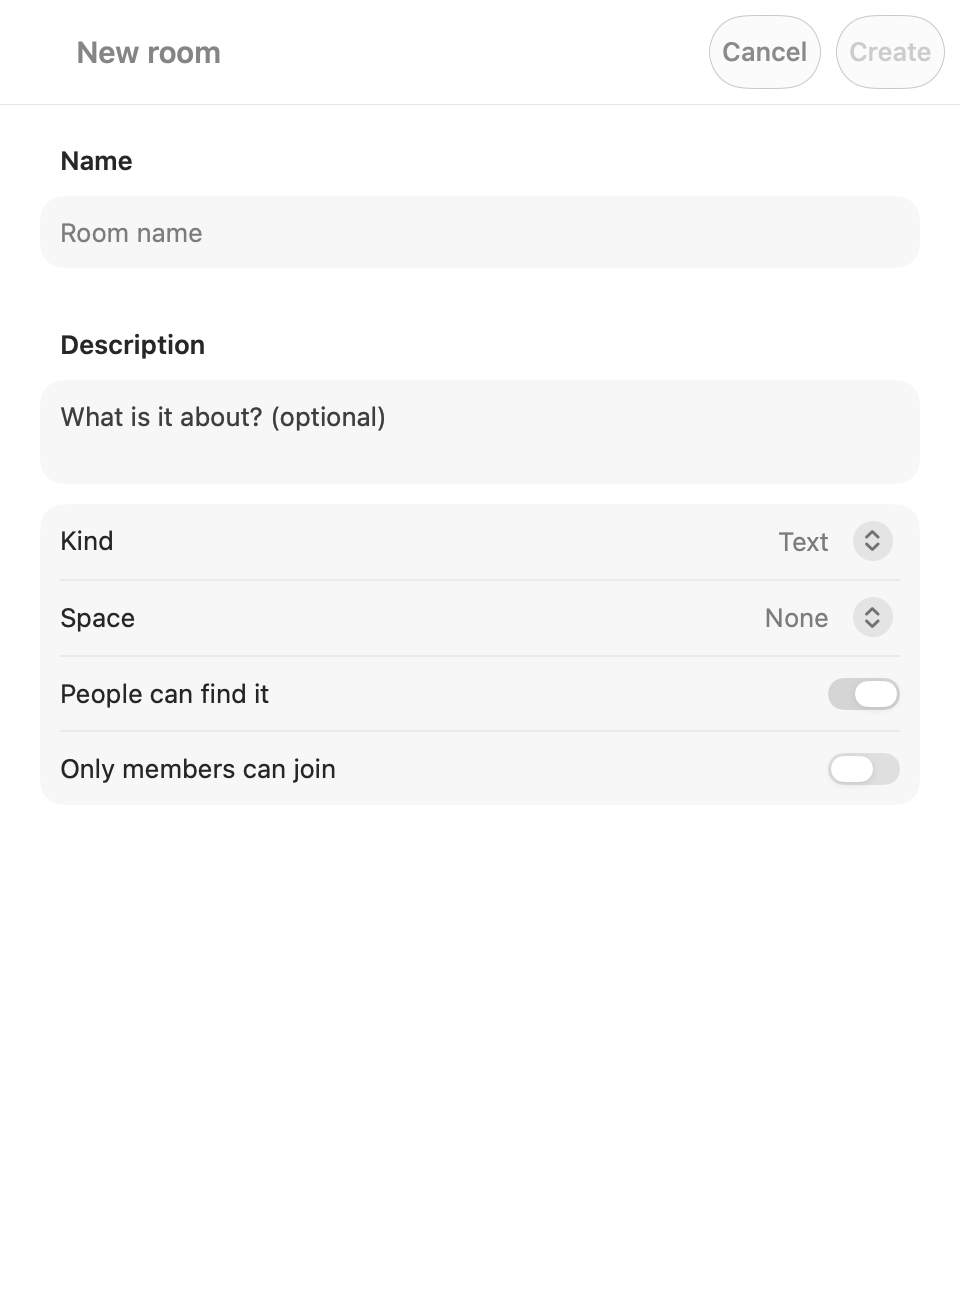 New room
Cancel
Create
Name
Room name
Description
What is it about? (optional)
Kind
Text
Space
None
People can find it
Only members can join